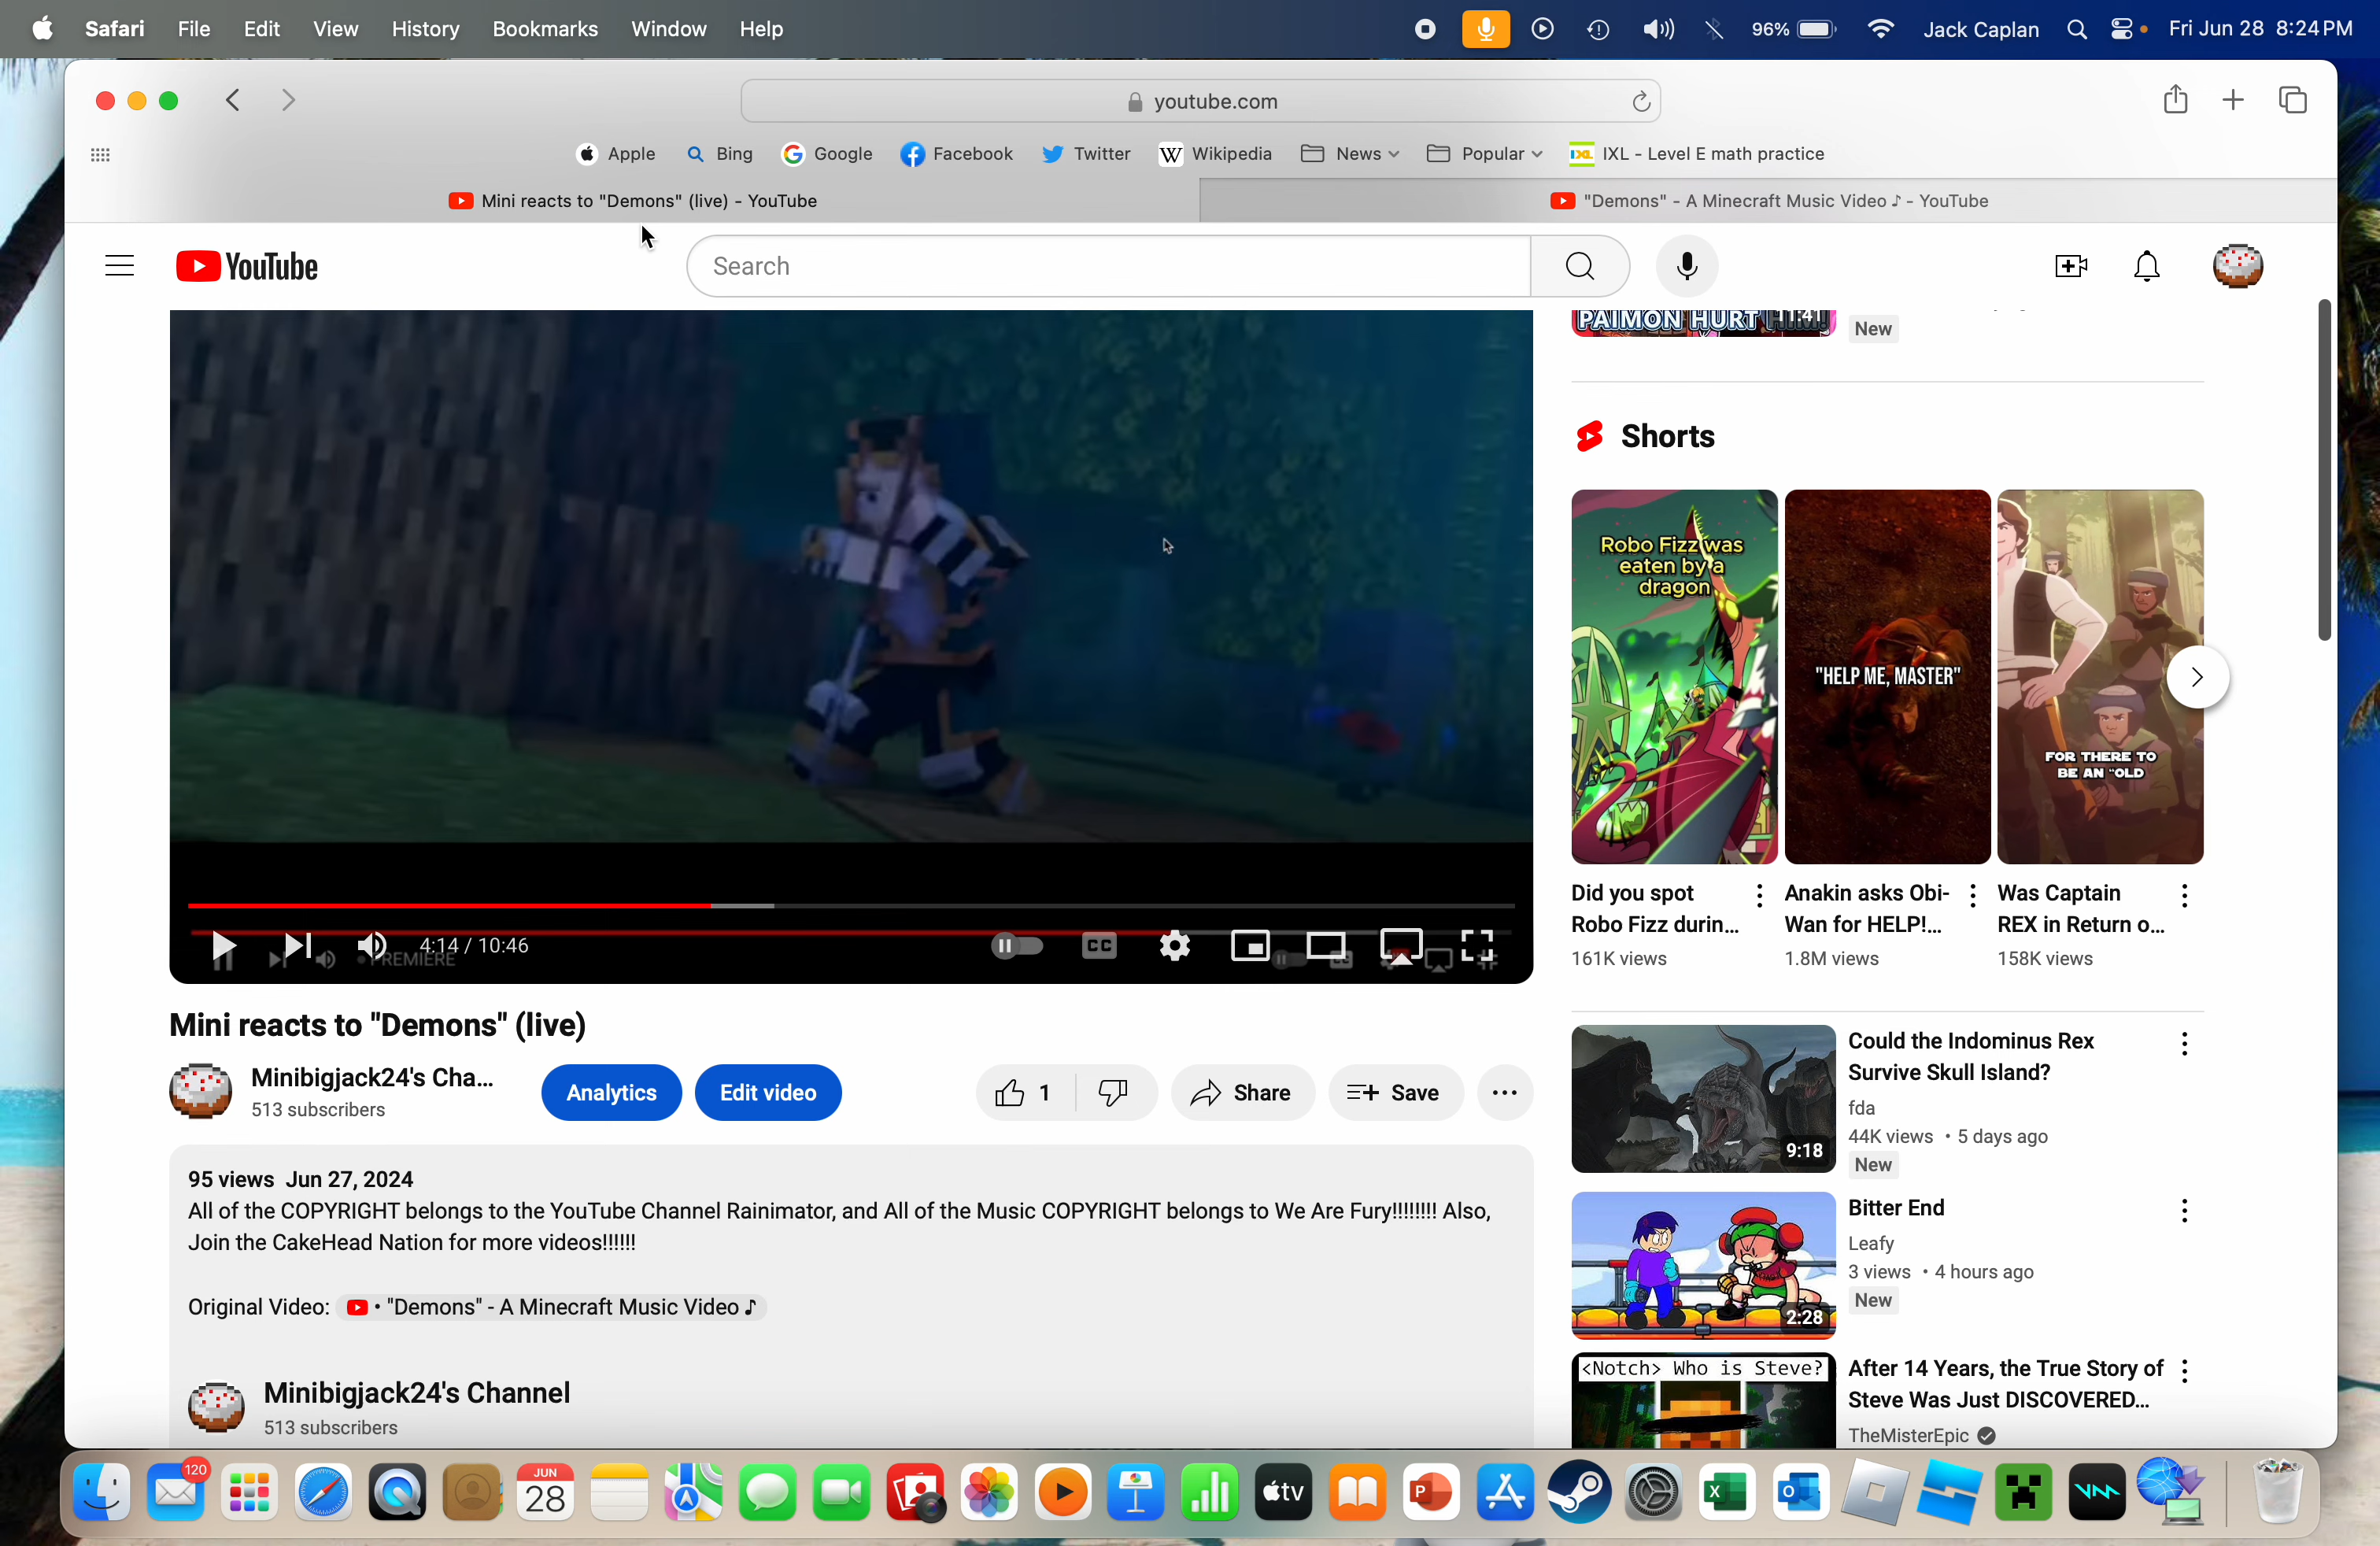 Safari File Edit View History Bookmarks Window Help
96% Jack Caplan Fri Jun 28 8:24 PM
youtube.com
Apple Bing Google Facebook Twitter Wikipedia News Popular IXL - Level E math practice
Mini reacts to "Demons" (live) - YouTube
"Demons" - A Minecraft Music Video ♪ - YouTube
YouTube
Search
PAIMON HURT HIM!
11:41
New
Shorts
Robo Fizz was
eaten by a
dragon
"HELP ME, MASTER"
FOR THERE TO
BE AN "OLD
Did you spot
Robo Fizz durin...
161K views
Anakin asks Obi-
Wan for HELP!...
1.8M views
Was Captain
REX in Return o...
158K views
4:14 / 10:46
CC
• PREMIERE
Mini reacts to "Demons" (live)
Minibigjack24's Cha...
513 subscribers
Analytics
Edit video
1
Share
Save
95 views Jun 27, 2024
All of the COPYRIGHT belongs to the YouTube Channel Rainimator, and All of the Music COPYRIGHT belongs to We Are Fury!!!!!!!! Also,
Join the CakeHead Nation for more videos!!!!!!
Original Video: • "Demons" - A Minecraft Music Video ♪
Minibigjack24's Channel
513 subscribers
9:18
Could the Indominus Rex
Survive Skull Island?
fda
44K views • 5 days ago
New
2:28
Bitter End
Leafy
3 views • 4 hours ago
New
<Notch> Who is Steve?
After 14 Years, the True Story of
Steve Was Just DISCOVERED...
TheMisterEpic
120
JUN
28
tv